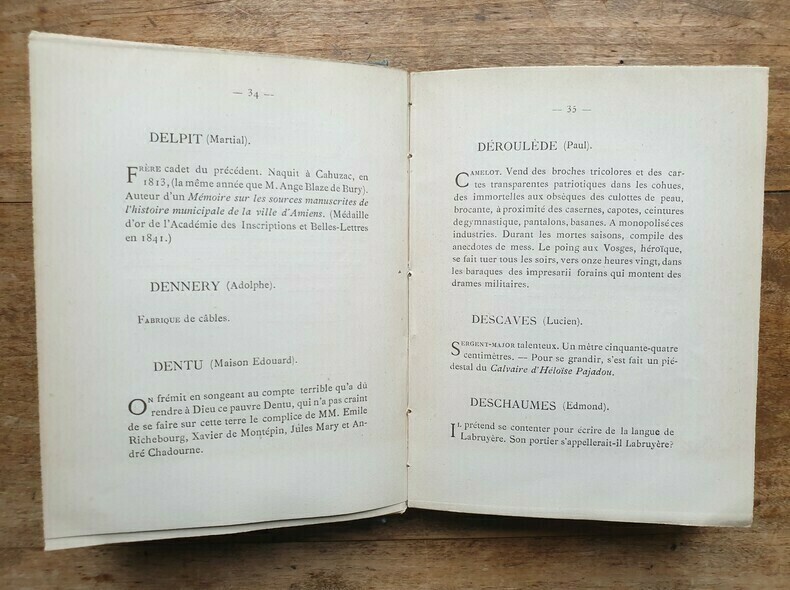 — 34 —
DELPIT (Martial).
FRÈRE cadet du précédent. Naquit à Cahuzac, en
1813, (la même année que M. Ange Blaze de Bury).
Auteur d'un Mémoire sur les sources manuscrites de
l'histoire municipale de la ville d'Amiens. (Médaille
d'or de l'Académie des Inscriptions et Belles-Lettres
en 1841.)
DENNERY (Adolphe).
FABRIQUE de câbles.
DENTU (Maison Edouard).
ON frémit en songeant au compte terrible qu'a dû
rendre à Dieu ce pauvre Dentu, qui n'a pas craint
de se faire sur cette terre le complice de MM. Emile
Richebourg, Xavier de Montépin, Jules Mary et An-
dré Chadourne.
— 35 —
DÉROULÈDE (Paul).
CAMELOT. Vend des broches tricolores et des car-
tes transparentes patriotiques dans les cohues,
des immortelles aux obsèques des culottes de peau,
brocante, à proximité des casernes, capotes, ceintures
de gymnastique, pantalons, basanes. A monopolisé ces
industries. Durant les mortes saisons, compile des
anecdotes de mess. Le poing aux Vosges, héroïque,
se fait tuer tous les soirs, vers onze heures vingt, dans
les baraques des impresarii forains qui montent des
drames militaires.
DESCAVES (Lucien).
SERGENT-MAJOR talenteux. Un mètre cinquante-quatre
centimètres. — Pour se grandir, s'est fait un pié-
destal du Calvaire d'Héloïse Pajadou.
DESCHAUMES (Edmond).
IL prétend se contenter pour écrire de la langue de
Labruyère. Son portier s'appellerait-il Labruyère?